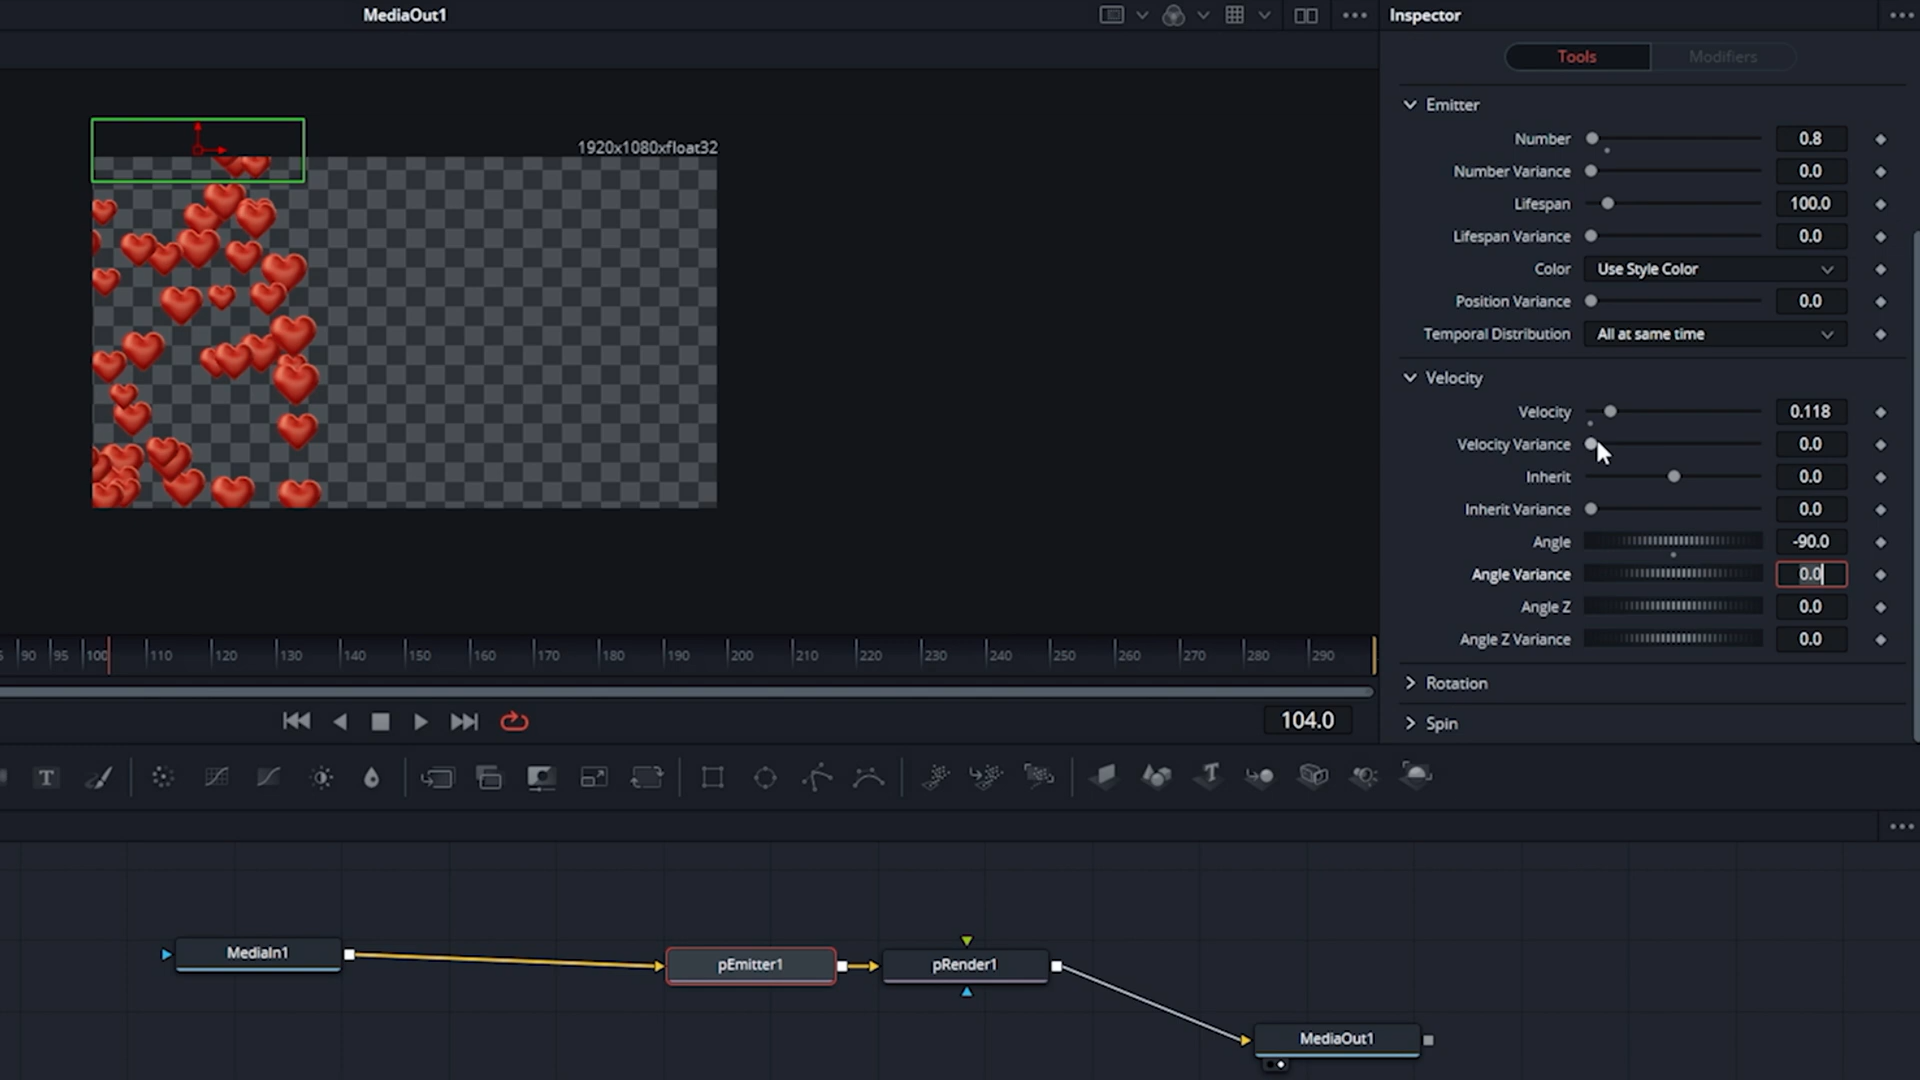 MediaOut1
Inspector
Tools
Modifiers
1920x1080xfloat32
Emitter
Number 0.8
Number Variance 0.0
Lifespan 100.0
Lifespan Variance 0.0
Color Use Style Color
Position Variance 0.0
Temporal Distribution All at same time
Velocity
Velocity 0.118
Velocity Variance 0.0
Inherit 0.0
Inherit Variance 0.0
Angle -90.0
Angle Variance 0.0
Angle Z 0.0
Angle Z Variance 0.0
Rotation
Spin
90 95 100 110 120 130 140 150 160 170 180 190 200 210 220 230 240 250 260 270 280 290
104.0
T
T
MediaIn1
pEmitter1
pRender1
MediaOut1